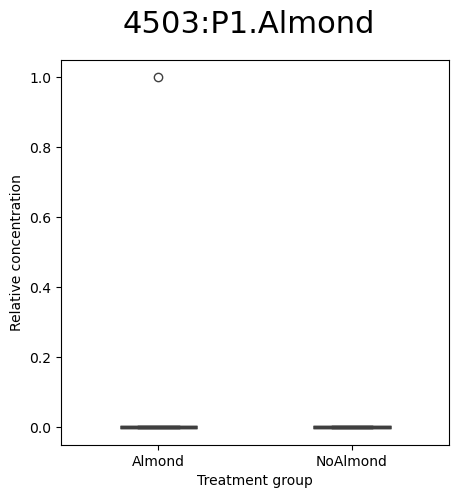 4503:P1.Almond
1.0
0.8
0.6
0.4
0.2
0.0
Relative concentration
Almond
NoAlmond
Treatment group